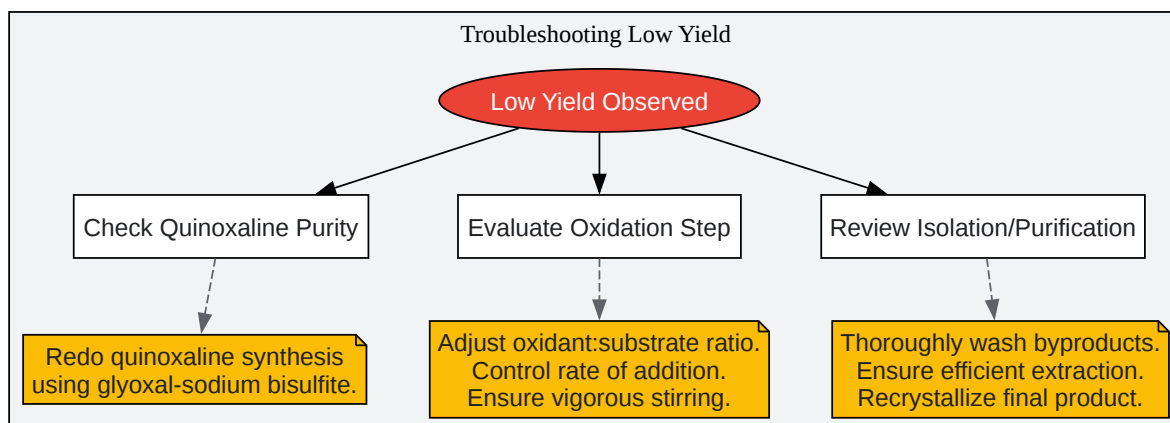 Troubleshooting Low Yield
Low Yield Observed
Check Quinoxaline Purity
Evaluate Oxidation Step
Review Isolation/Purification
Redo quinoxaline synthesis
using glyoxal-sodium bisulfite.
Adjust oxidant:substrate ratio.
Control rate of addition.
Ensure vigorous stirring.
Thoroughly wash byproducts.
Ensure efficient extraction.
Recrystallize final product.